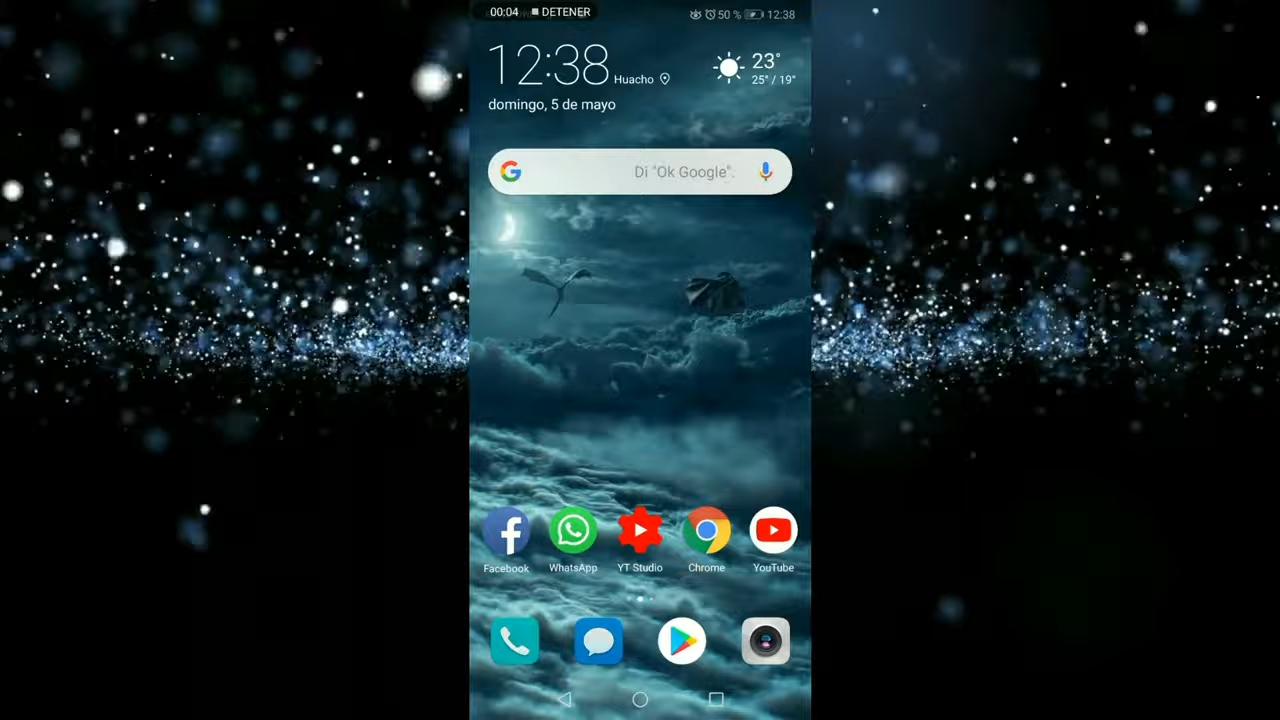 00:04 DETENER
50 % 12:38
12:38 Huacho
23°
25° / 19°
domingo, 5 de mayo
Di "Ok Google".
Facebook WhatsApp YT Studio Chrome YouTube